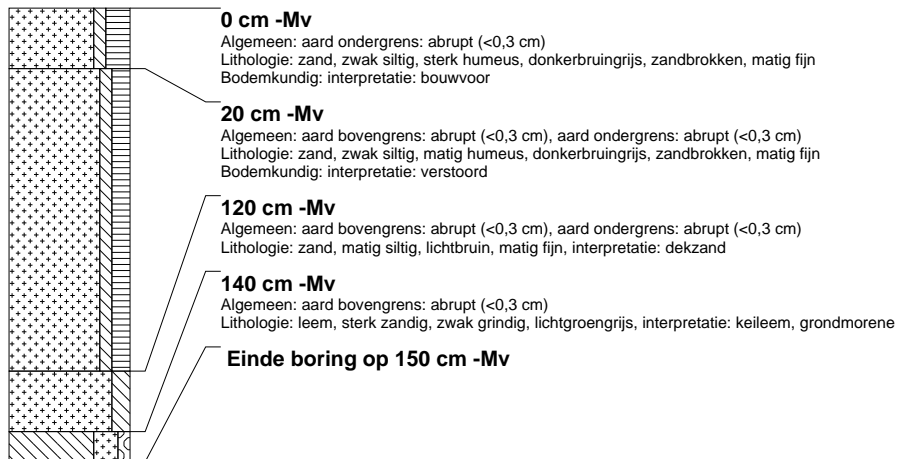 0 cm -Mv
Algemeen: aard ondergrens: abrupt (<0,3 cm)
Lithologie: zand, zwak siltig, sterk humeus, donkerbruingrijs, zandbrokken, matig fijn
Bodemkundig: interpretatie: bouwvoor
20 cm -Mv
Algemeen: aard bovengrens: abrupt (<0,3 cm), aard ondergrens: abrupt (<0,3 cm)
Lithologie: zand, zwak siltig, matig humeus, donkerbruingrijs, zandbrokken, matig fijn
Bodemkundig: interpretatie: verstoord
120 cm -Mv
Algemeen: aard bovengrens: abrupt (<0,3 cm), aard ondergrens: abrupt (<0,3 cm)
Lithologie: zand, matig siltig, lichtbruin, matig fijn, interpretatie: dekzand
140 cm -Mv
Algemeen: aard bovengrens: abrupt (<0,3 cm)
Lithologie: leem, sterk zandig, zwak grindig, lichtgroengrijs, interpretatie: keileem, grondmorene
Einde boring op 150 cm -Mv